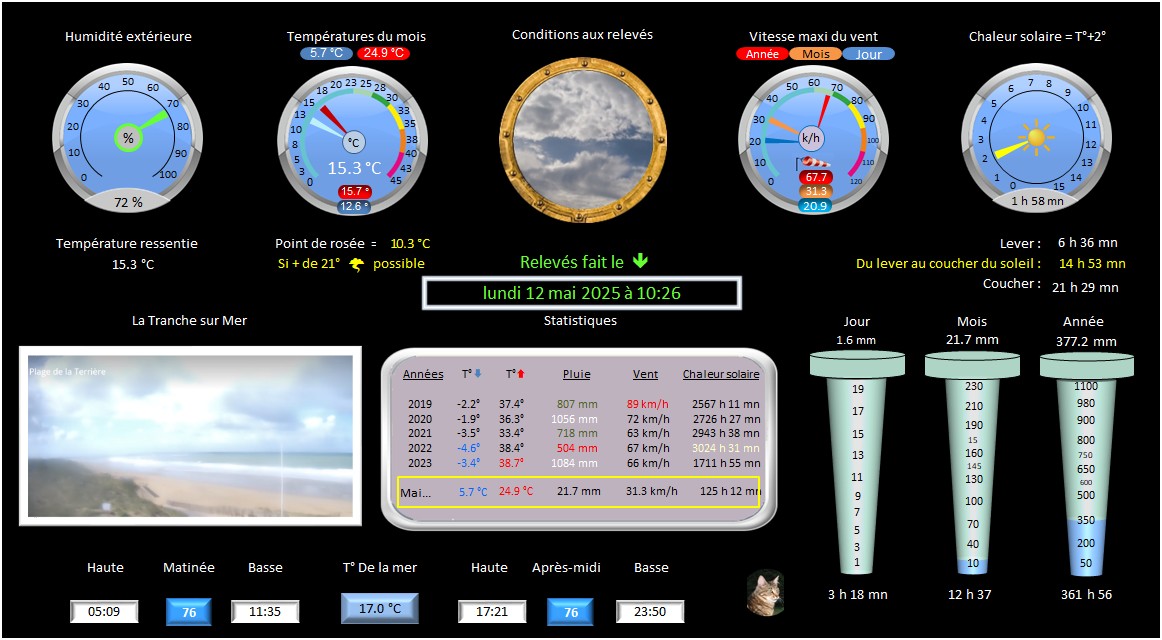 Humidité extérieure
Températures du mois
Conditions aux relevés
Vitesse maxi du vent
Chaleur solaire = T°+2°
5.7 °C 24.9 °C
Année Mois Jour
0 10 20 30 40 50 60 70 80 90 100
%
72 %
0 3 5 8 10 13 15 18 20 23 25 28 30 33 35 38 40 43 45
°C
15.3 °C
15.7 °
12.6 °
0 10 20 30 40 50 60 70 80 90 100 110 120
k/h
67.7
31.3
20.9
0 1 2 3 4 5 6 7 8 9 10 11 12 13 14 15
1 h 58 mn
Température ressentie
15.3 °C
Point de rosée = 10.3 °C
Si + de 21° possible
Relevés fait le
lundi 12 mai 2025 à 10:26
Lever : 6 h 36 mn
Du lever au coucher du soleil : 14 h 53 mn
Coucher : 21 h 29 mn
La Tranche sur Mer
Plage de la Terrière
Statistiques
Années T° T° Pluie Vent Chaleur solaire
2019 -2.2° 37.4° 807 mm 89 km/h 2567 h 11 mn
2020 -1.9° 36.3° 1056 mm 72 km/h 2726 h 27 mn
2021 -3.5° 33.4° 718 mm 63 km/h 2943 h 38 mn
2022 -4.6° 38.4° 504 mm 67 km/h 3024 h 31 mn
2023 -3.4° 38.7° 1084 mm 66 km/h 1711 h 55 mn
Mai... 5.7 °C 24.9 °C 21.7 mm 31.3 km/h 125 h 12 mn
Jour
1.6 mm
19
17
15
13
11
9
7
5
3
1
3 h 18 mn
Mois
21.7 mm
230
210
190
15
160
145
130
100
70
40
10
12 h 37
Année
377.2 mm
1100
980
900
800
750
650
600
500
350
200
50
361 h 56
Haute Matinée Basse T° De la mer Haute Après-midi Basse
05:09 76 11:35 17.0 °C 17:21 76 23:50